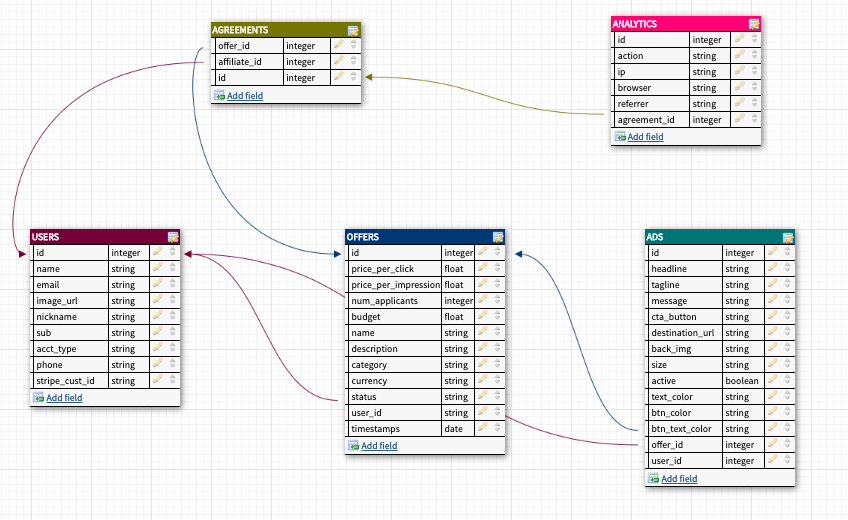 AGREEMENTS
offer_id integer
affiliate_id integer
id integer
Add field
ANALYTICS
id integer
action string
ip string
browser string
referrer string
agreement_id integer
Add field
USERS
id integer
name string
email string
image_url string
nickname string
sub string
acct_type string
phone string
stripe_cust_id string
Add field
OFFERS
id integer
price_per_click float
price_per_impression float
num_applicants integer
budget float
name string
description string
category string
currency string
status string
user_id string
timestamps date
Add field
ADS
id integer
headline string
tagline string
message string
cta_button string
destination_url string
back_img string
size string
active boolean
text_color string
btn_color string
btn_text_color string
offer_id integer
user_id integer
Add field